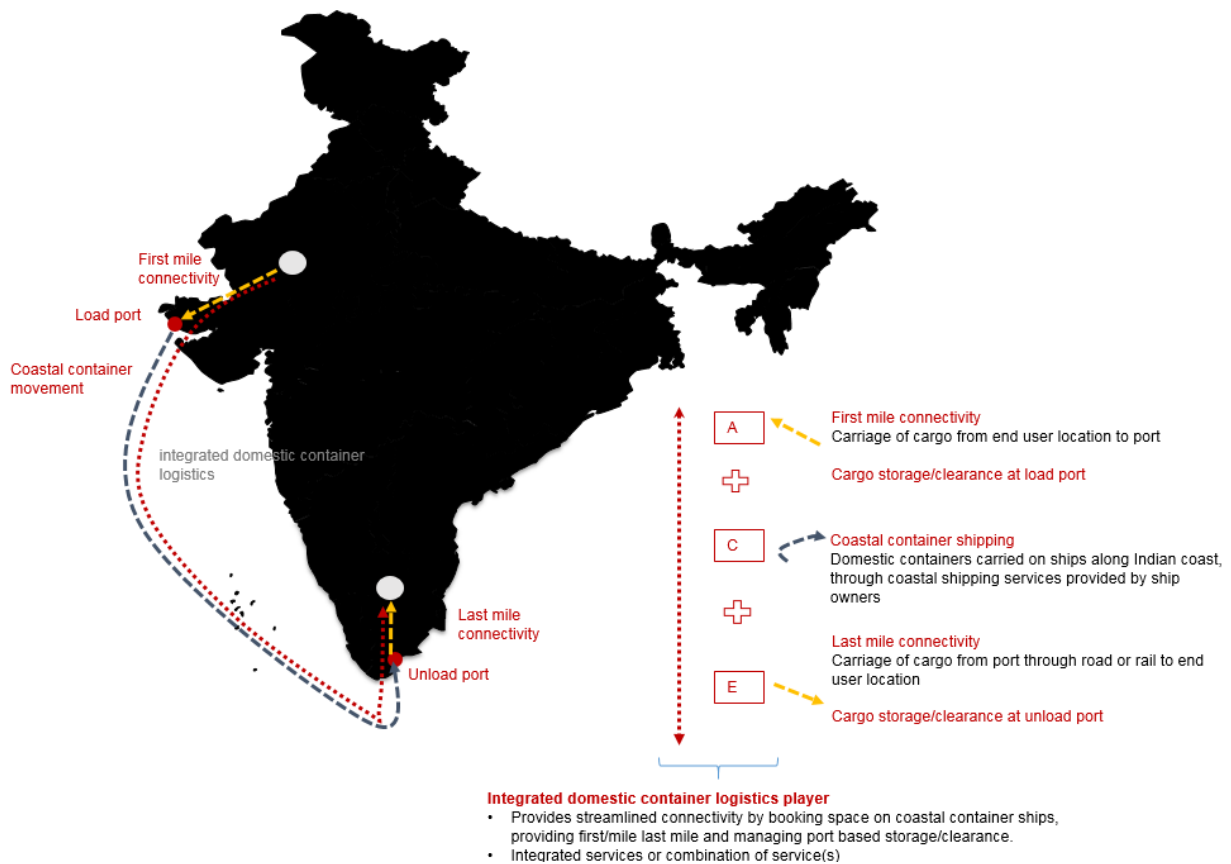 First mile
connectivity
Load port
Coastal container
movement
integrated domestic container
logistics
Last mile
connectivity
Unload port
A
First mile connectivity
Carriage of cargo from end user location to port
Cargo storage/clearance at load port
C
Coastal container shipping
Domestic containers carried on ships along Indian coast,
through coastal shipping services provided by ship
owners
Last mile connectivity
Carriage of cargo from port through road or rail to end
user location
E
Cargo storage/clearance at unload port
Integrated domestic container logistics player
• Provides streamlined connectivity by booking space on coastal container ships,
providing first/mile last mile and managing port based storage/clearance.
• Integrated services or combination of service(s)